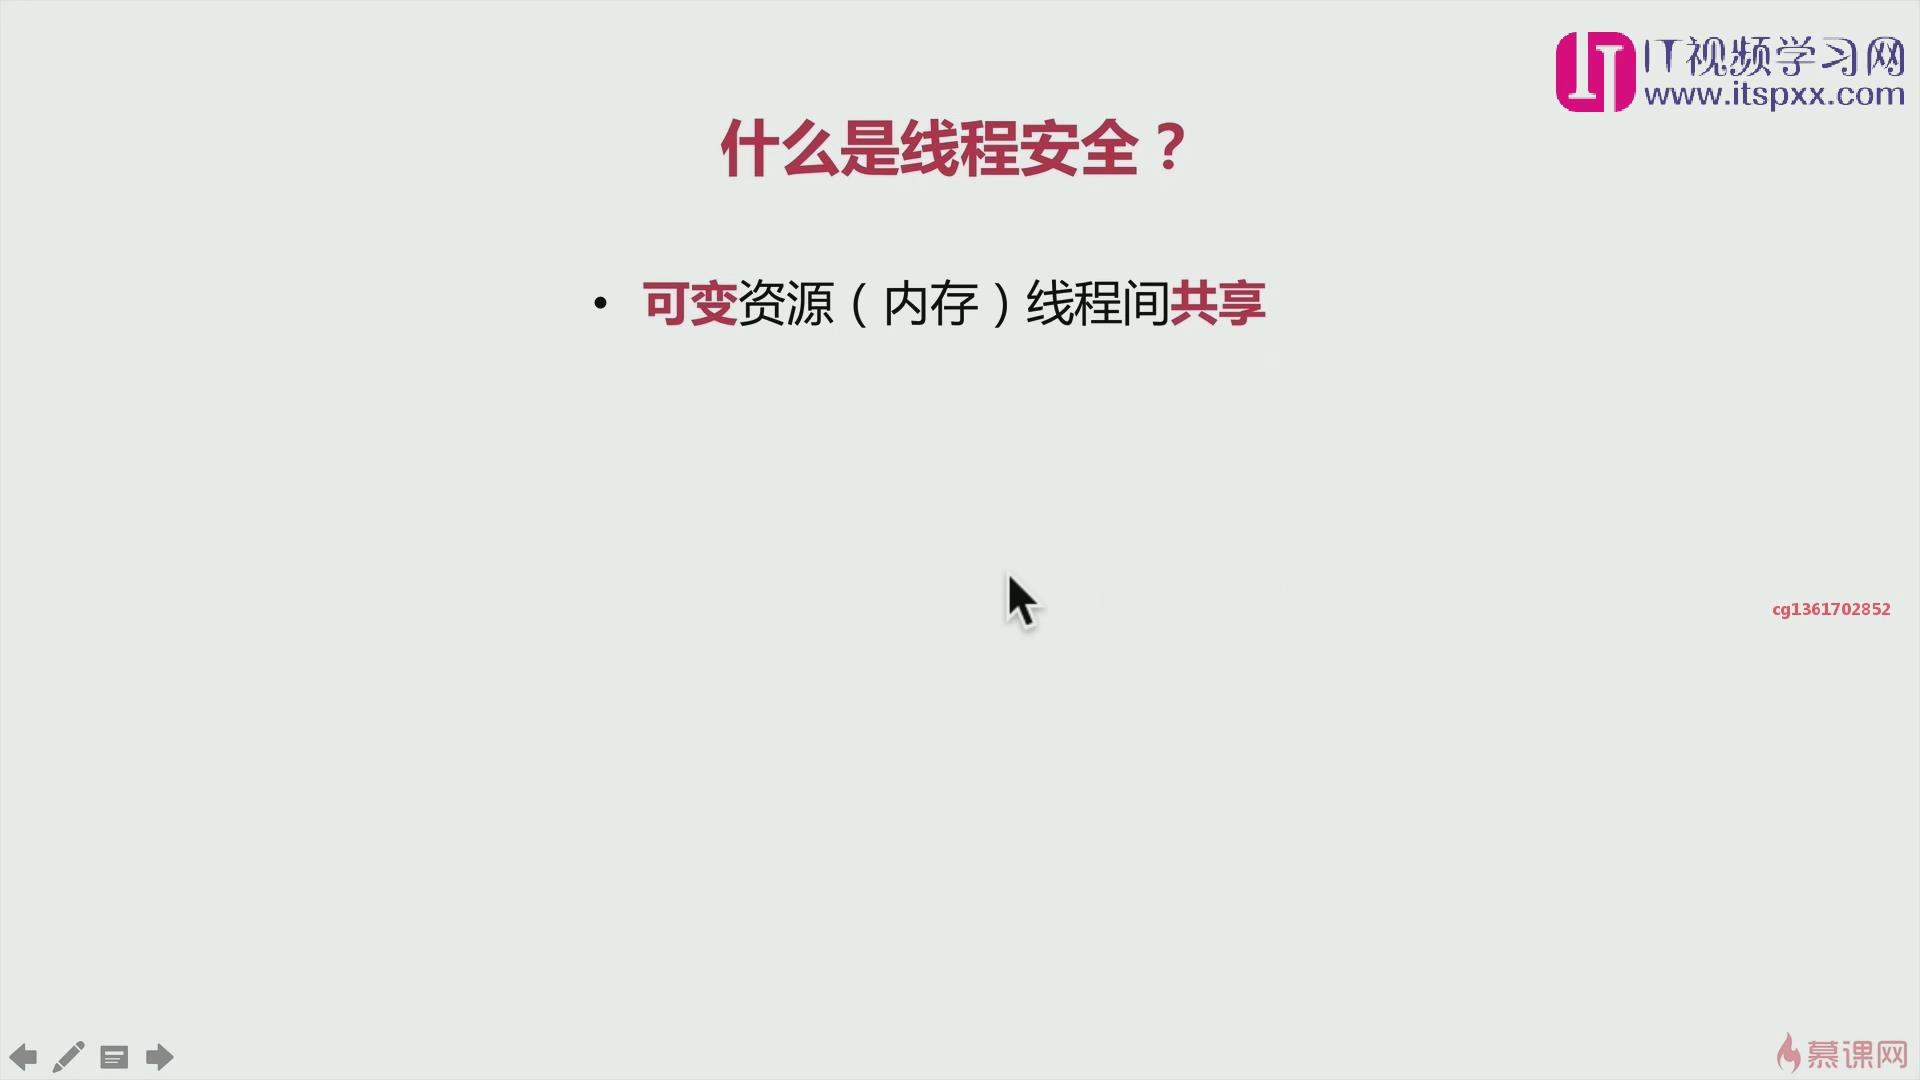 IT视频学习网
www.itspxx.com
什么是线程安全？
• 可变资源（内存）线程间共享
cg1361702852
慕课网